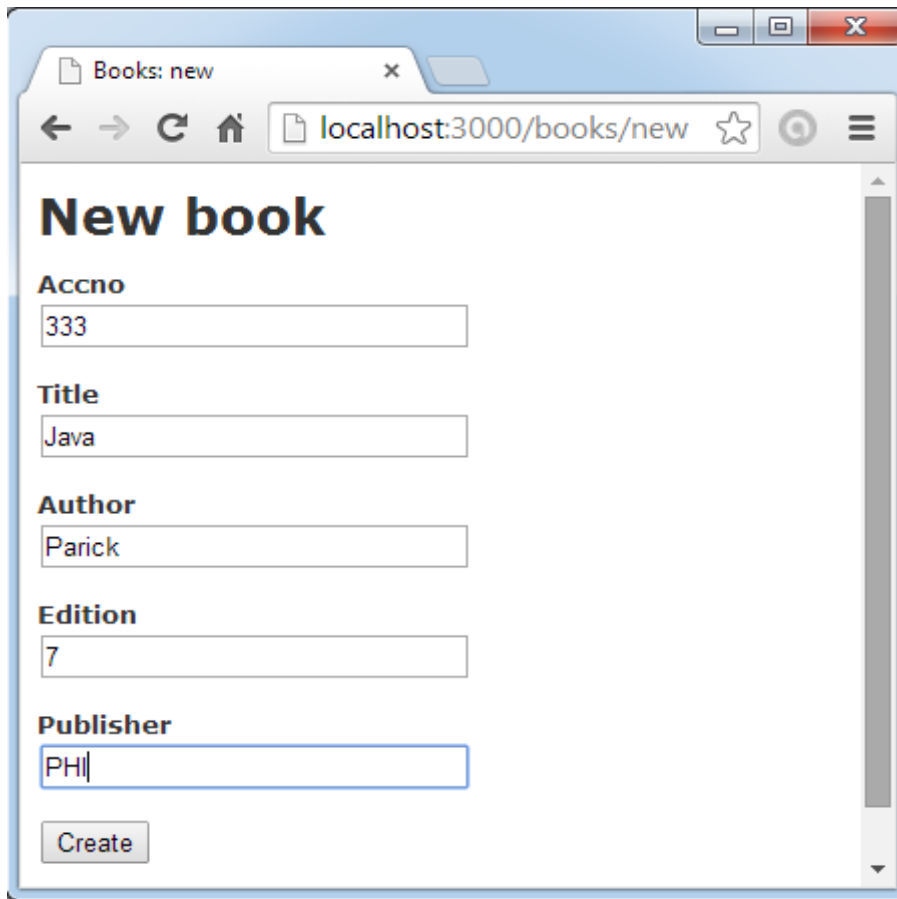 Books: new
localhost:3000/books/new
New book
Accno
333
Title
Java
Author
Parick
Edition
7
Publisher
PHI
Create